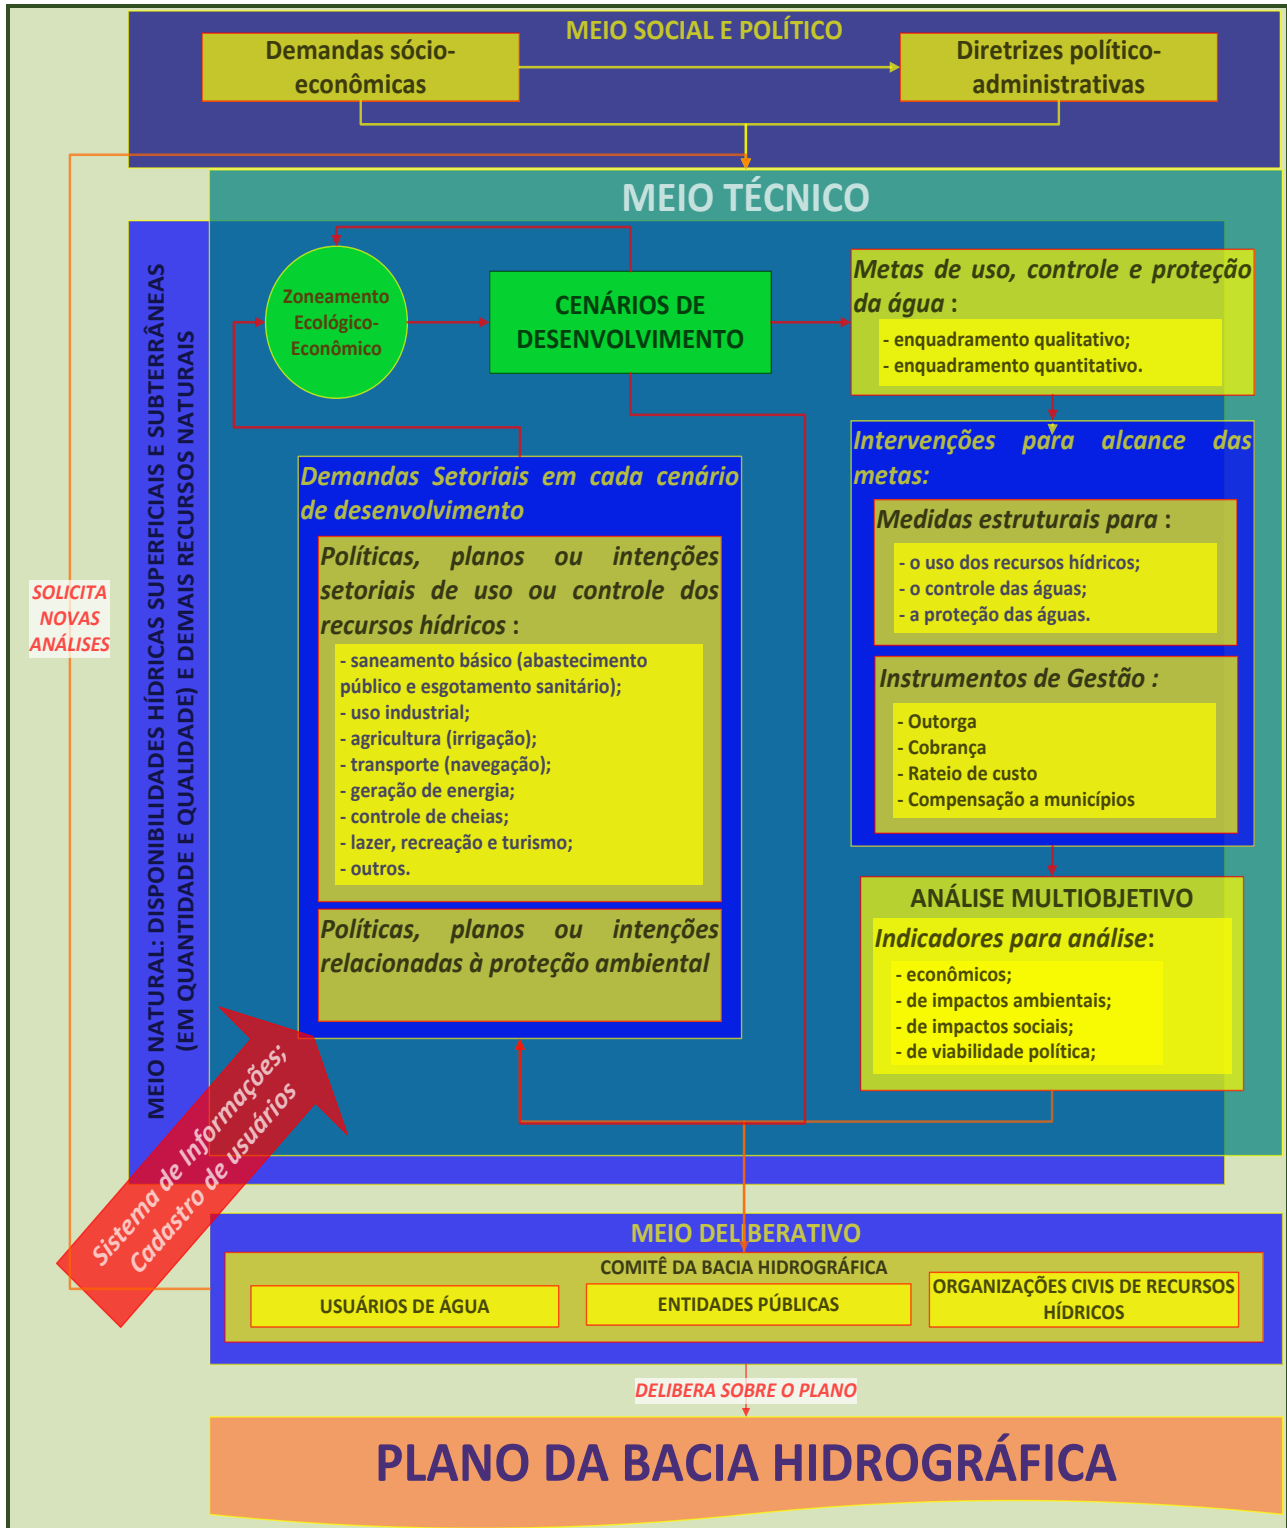 MEIO SOCIAL E POLÍTICO
Demandas sócio-
econômicas
Diretrizes político-
administrativas
MEIO TÉCNICO
MEIO NATURAL: DISPONIBILIDADES HÍDRICAS SUPERFICIAIS E SUBTERRÂNEAS
(EM QUANTIDADE E QUALIDADE) E DEMAIS RECURSOS NATURAIS
Zoneamento
Ecológico-
Econômico
CENÁRIOS DE
DESENVOLVIMENTO
Metas de uso, controle e proteção
da água :
- enquadramento qualitativo;
- enquadramento quantitativo.
Demandas Setoriais em cada cenário
de desenvolvimento
Políticas, planos ou intenções
setoriais de uso ou controle dos
recursos hídricos :
- saneamento básico (abastecimento
público e esgotamento sanitário);
- uso industrial;
- agricultura (irrigação);
- transporte (navegação);
- geração de energia;
- controle de cheias;
- lazer, recreação e turismo;
- outros.
Políticas, planos ou intenções
relacionadas à proteção ambiental
Intervenções para alcance das
metas:
Medidas estruturais para :
- o uso dos recursos hídricos;
- o controle das águas;
- a proteção das águas.
Instrumentos de Gestão :
- Outorga
- Cobrança
- Rateio de custo
- Compensação a municípios
ANÁLISE MULTIOBJETIVO
Indicadores para análise:
- econômicos;
- de impactos ambientais;
- de impactos sociais;
- de viabilidade política;
SOLICITA
NOVAS
ANÁLISES
Sistema de Informações;
Cadastro de usuários
MEIO DELIBERATIVO
COMITÊ DA BACIA HIDROGRÁFICA
USUÁRIOS DE ÁGUA
ENTIDADES PÚBLICAS
ORGANIZAÇÕES CIVIS DE RECURSOS
HÍDRICOS
DELIBERA SOBRE O PLANO
PLANO DA BACIA HIDROGRÁFICA